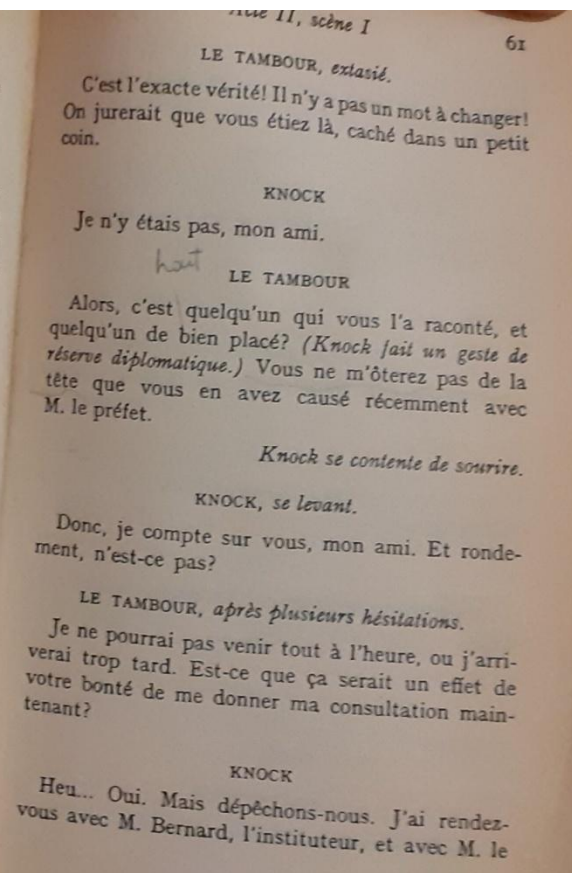 Acte II, scène I
61
LE TAMBOUR, extasié.
C'est l'exacte vérité! Il n'y a pas un mot à changer!
On jurerait que vous étiez là, caché dans un petit
coin.
KNOCK
Je n'y étais pas, mon ami.
haut
LE TAMBOUR
Alors, c'est quelqu'un qui vous l'a raconté, et
quelqu'un de bien placé? (Knock fait un geste de
réserve diplomatique.) Vous ne m'ôterez pas de la
tête que vous en avez causé récemment avec
M. le préfet.
Knock se contente de sourire.
KNOCK, se levant.
Donc, je compte sur vous, mon ami. Et ronde-
ment, n'est-ce pas?
LE TAMBOUR, après plusieurs hésitations.
Je ne pourrai pas venir tout à l'heure, ou j'arri-
verai trop tard. Est-ce que ça serait un effet de
votre bonté de me donner ma consultation main-
tenant?
KNOCK
Heu... Oui. Mais dépêchons-nous. J'ai rendez-
vous avec M. Bernard, l'instituteur, et avec M. le